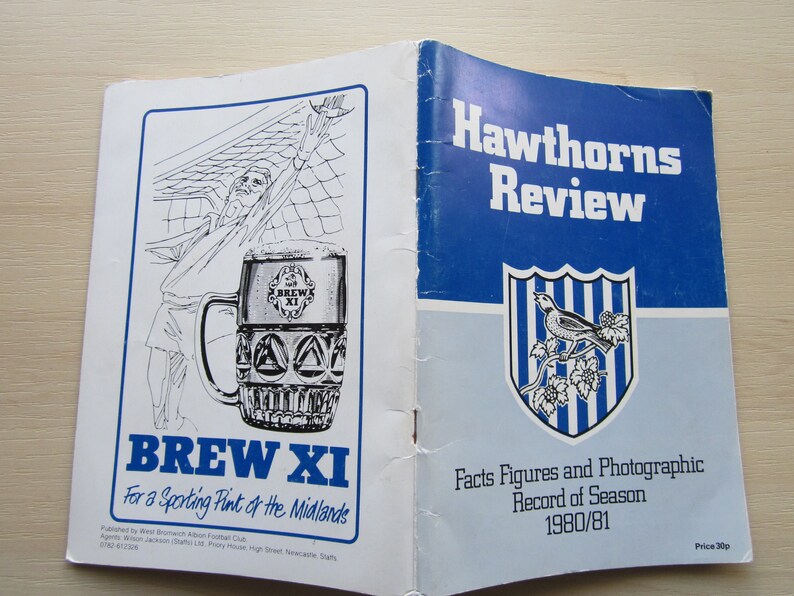 BREW
XI
BREW XI
For a Sporting Pint of the Midlands
Published by West Bromwich Albion Football Club.
Agents: Wilson Jackson (Staffs) Ltd., Priory House, High Street, Newcastle, Staffs.
0782-612326
Hawthorns
Review
Facts Figures and Photographic
Record of Season
1980/81
Price 30p